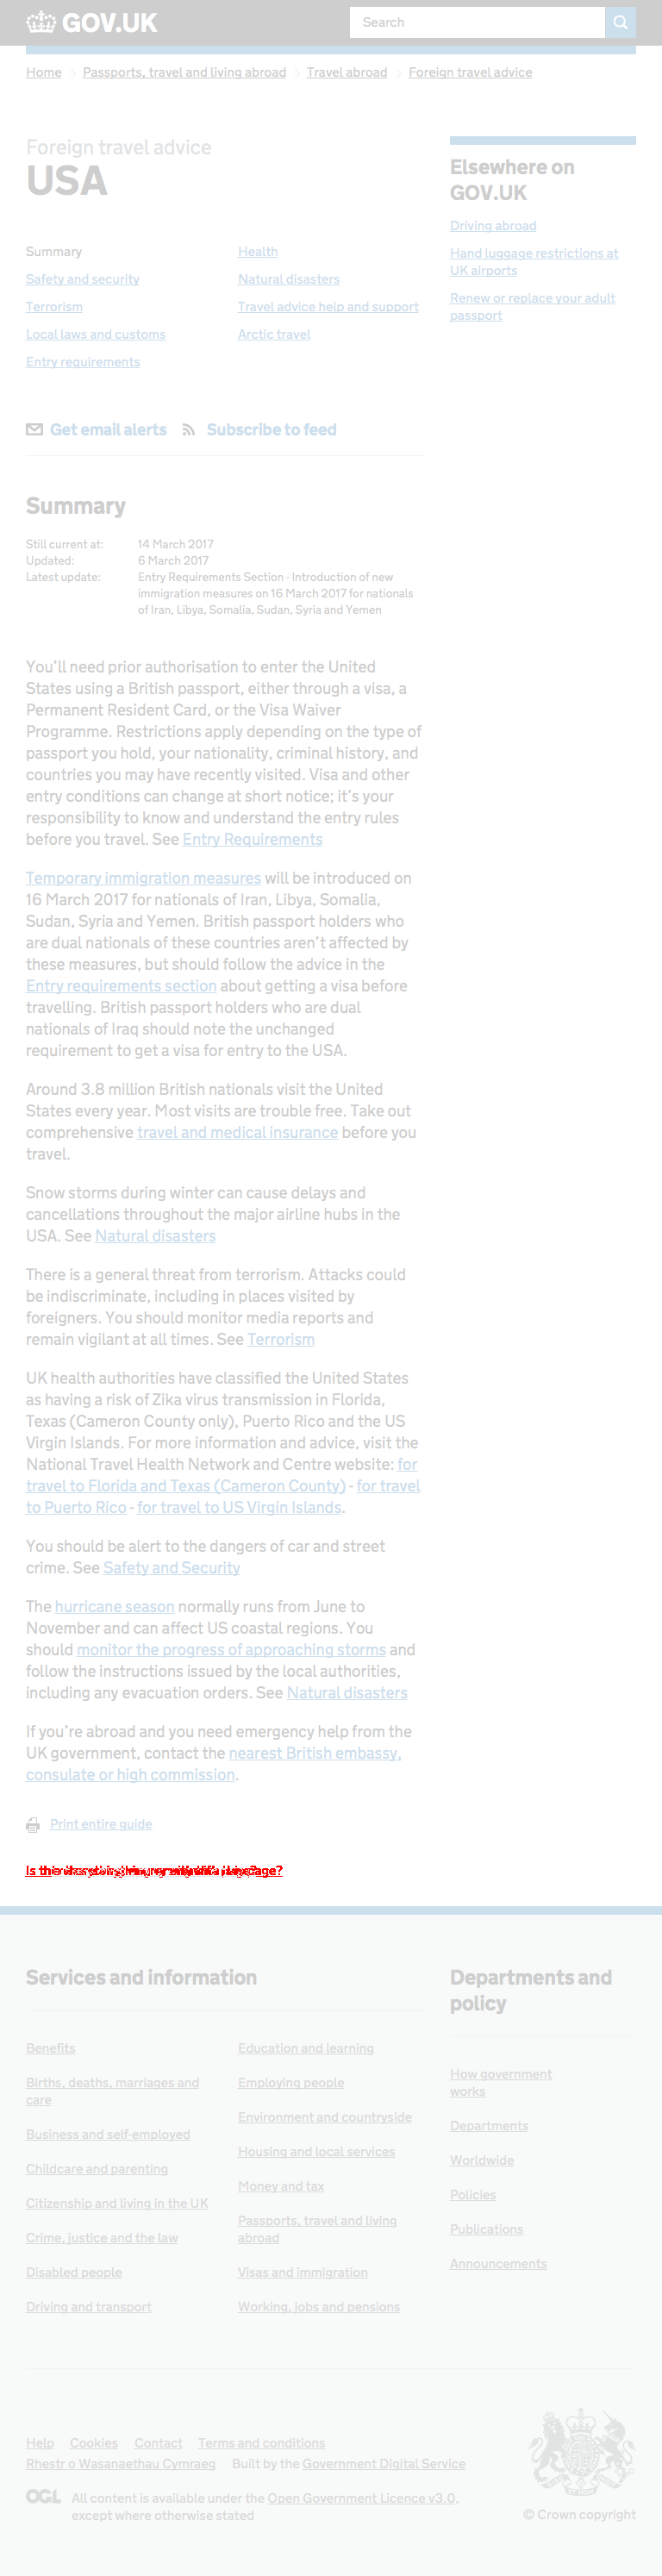 GOV.UK
Search
Home
Passports, travel and living abroad
Travel abroad
Foreign travel advice
Foreign travel advice
USA
Summary
Safety and security
Terrorism
Local laws and customs
Entry requirements
Health
Natural disasters
Travel advice help and support
Arctic travel
Elsewhere on
GOV.UK
Driving abroad
Hand luggage restrictions at
UK airports
Renew or replace your adult
passport
Get email alerts
Subscribe to feed
Summary
Still current at: 14 March 2017
Updated: 6 March 2017
Latest update: Entry Requirements Section - Introduction of new
immigration measures on 16 March 2017 for nationals
of Iran, Libya, Somalia, Sudan, Syria and Yemen
You’ll need prior authorisation to enter the United
States using a British passport, either through a visa, a
Permanent Resident Card, or the Visa Waiver
Programme. Restrictions apply depending on the type of
passport you hold, your nationality, criminal history, and
countries you may have recently visited. Visa and other
entry conditions can change at short notice; it’s your
responsibility to know and understand the entry rules
before you travel. See Entry Requirements
Temporary immigration measures will be introduced on
16 March 2017 for nationals of Iran, Libya, Somalia,
Sudan, Syria and Yemen. British passport holders who
are dual nationals of these countries aren’t affected by
these measures, but should follow the advice in the
Entry requirements section about getting a visa before
travelling. British passport holders who are dual
nationals of Iraq should note the unchanged
requirement to get a visa for entry to the USA.
Around 3.8 million British nationals visit the United
States every year. Most visits are trouble free. Take out
comprehensive travel and medical insurance before you
travel.
Snow storms during winter can cause delays and
cancellations throughout the major airline hubs in the
USA. See Natural disasters
There is a general threat from terrorism. Attacks could
be indiscriminate, including in places visited by
foreigners. You should monitor media reports and
remain vigilant at all times. See Terrorism
UK health authorities have classified the United States
as having a risk of Zika virus transmission in Florida,
Texas (Cameron County only), Puerto Rico and the US
Virgin Islands. For more information and advice, visit the
National Travel Health Network and Centre website: for
travel to Florida and Texas (Cameron County) - for travel
to Puerto Rico - for travel to US Virgin Islands.
You should be alert to the dangers of car and street
crime. See Safety and Security
The hurricane season normally runs from June to
November and can affect US coastal regions. You
should monitor the progress of approaching storms and
follow the instructions issued by the local authorities,
including any evacuation orders. See Natural disasters
If you’re abroad and you need emergency help from the
UK government, contact the nearest British embassy,
consulate or high commission.
Print entire guide
Services and information
Benefits
Births, deaths, marriages and
care
Business and self-employed
Childcare and parenting
Citizenship and living in the UK
Crime, justice and the law
Disabled people
Driving and transport
Education and learning
Employing people
Environment and countryside
Housing and local services
Money and tax
Passports, travel and living
abroad
Visas and immigration
Working, jobs and pensions
Departments and
policy
How government
works
Departments
Worldwide
Policies
Publications
Announcements
Help
Cookies
Contact
Terms and conditions
Rhestr o Wasanaethau Cymraeg
Built by the Government Digital Service
OGL
All content is available under the Open Government Licence v3.0,
except where otherwise stated
© Crown copyright